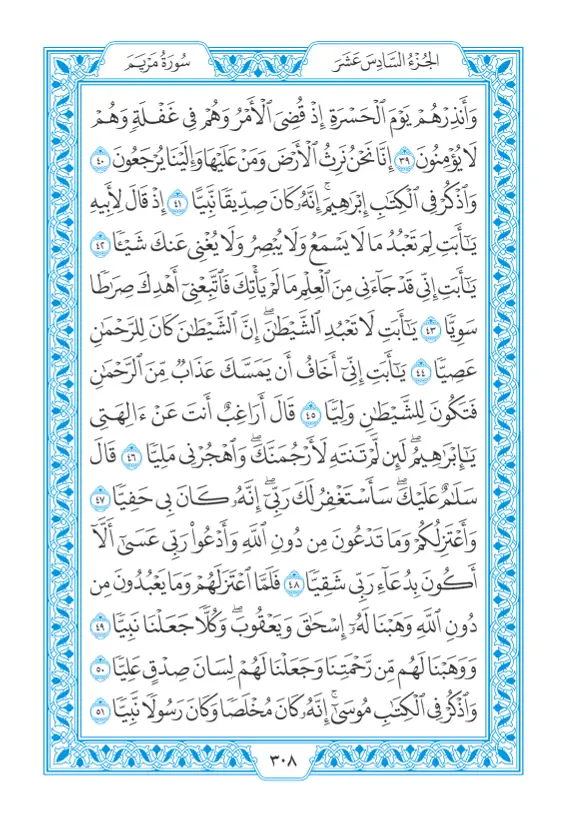 الجُزْءُ السَّادِسَ عَشَرَ
سُورَةُ مَرْيَمَ
وَأَنذِرْهُمْ يَوْمَ ٱلْحَسْرَةِ إِذْ قُضِىَ ٱلْأَمْرُ وَهُمْ فِى غَفْلَةٍ وَهُمْ
لَا يُؤْمِنُونَ ٣٩ إِنَّا نَحْنُ نَرِثُ ٱلْأَرْضَ وَمَنْ عَلَيْهَا وَإِلَيْنَا يُرْجَعُونَ ٤٠
وَٱذْكُرْ فِى ٱلْكِتَٰبِ إِبْرَٰهِيمَ ۚ إِنَّهُۥ كَانَ صِدِّيقًا نَّبِيًّا ٤١ إِذْ قَالَ لِأَبِيهِ
يَٰٓأَبَتِ لِمَ تَعْبُدُ مَا لَا يَسْمَعُ وَلَا يُبْصِرُ وَلَا يُغْنِى عَنكَ شَيْـًٔا ٤٢
يَٰٓأَبَتِ إِنِّى قَدْ جَآءَنِى مِنَ ٱلْعِلْمِ مَا لَمْ يَأْتِكَ فَٱتَّبِعْنِىٓ أَهْدِكَ صِرَٰطًا
سَوِيًّا ٤٣ يَٰٓأَبَتِ لَا تَعْبُدِ ٱلشَّيْطَٰنَ ۖ إِنَّ ٱلشَّيْطَٰنَ كَانَ لِلرَّحْمَٰنِ
عَصِيًّا ٤٤ يَٰٓأَبَتِ إِنِّىٓ أَخَافُ أَن يَمَسَّكَ عَذَابٌ مِّنَ ٱلرَّحْمَٰنِ
فَتَكُونَ لِلشَّيْطَٰنِ وَلِيًّا ٤٥ قَالَ أَرَاغِبٌ أَنتَ عَنْ ءَالِهَتِى
يَٰٓإِبْرَٰهِيمُ ۖ لَئِن لَّمْ تَنتَهِ لَأَرْجُمَنَّكَ ۖ وَٱهْجُرْنِى مَلِيًّا ٤٦ قَالَ
سَلَٰمٌ عَلَيْكَ ۖ سَأَسْتَغْفِرُ لَكَ رَبِّىٓ ۖ إِنَّهُۥ كَانَ بِى حَفِيًّا ٤٧
وَأَعْتَزِلُكُمْ وَمَا تَدْعُونَ مِن دُونِ ٱللَّهِ وَأَدْعُوا۟ رَبِّى عَسَىٰٓ أَلَّآ
أَكُونَ بِدُعَآءِ رَبِّى شَقِيًّا ٤٨ فَلَمَّا ٱعْتَزَلَهُمْ وَمَا يَعْبُدُونَ مِن
دُونِ ٱللَّهِ وَهَبْنَا لَهُۥٓ إِسْحَٰقَ وَيَعْقُوبَ ۖ وَكُلًّا جَعَلْنَا نَبِيًّا ٤٩
وَوَهَبْنَا لَهُم مِّن رَّحْمَتِنَا وَجَعَلْنَا لَهُمْ لِسَانَ صِدْقٍ عَلِيًّا ٥٠
وَٱذْكُرْ فِى ٱلْكِتَٰبِ مُوسَىٰٓ ۚ إِنَّهُۥ كَانَ مُخْلَصًا وَكَانَ رَسُولًا نَّبِيًّا ٥١
٣٠٨